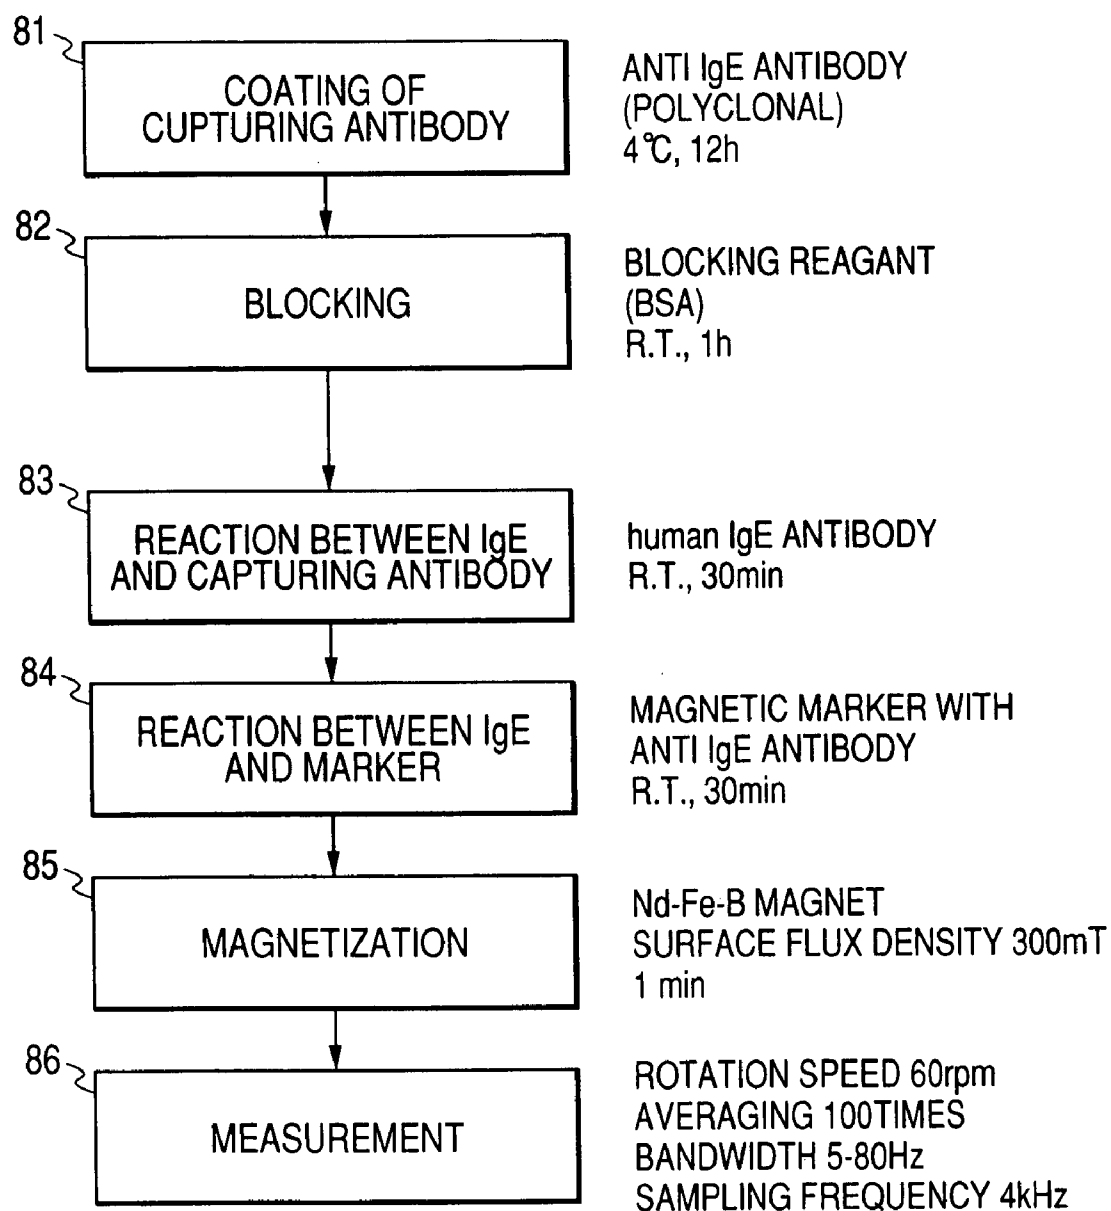 81
COATING OF
CUPTURING ANTIBODY
ANTI IgE ANTIBODY
(POLYCLONAL)
4℃, 12h
82
BLOCKING
BLOCKING REAGANT
(BSA)
R.T., 1h
83
REACTION BETWEEN IgE
AND CAPTURING ANTIBODY
human IgE ANTIBODY
R.T., 30min
84
REACTION BETWEEN IgE
AND MARKER
MAGNETIC MARKER WITH
ANTI IgE ANTIBODY
R.T., 30min
85
MAGNETIZATION
Nd-Fe-B MAGNET
SURFACE FLUX DENSITY 300mT
1 min
86
MEASUREMENT
ROTATION SPEED 60rpm
AVERAGING 100TIMES
BANDWIDTH 5-80Hz
SAMPLING FREQUENCY 4kHz